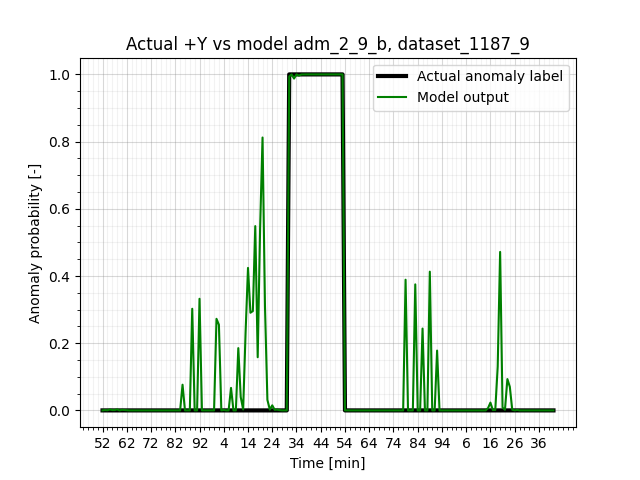 Actual +Y vs model adm_2_9_b, dataset_1187_9
Actual anomaly label
Model output
Anomaly probability [-]
1.0
0.8
0.6
0.4
0.2
0.0
52 62 72 82 92 4 14 24 34 44 54 64 74 84 94 6 16 26 36
Time [min]